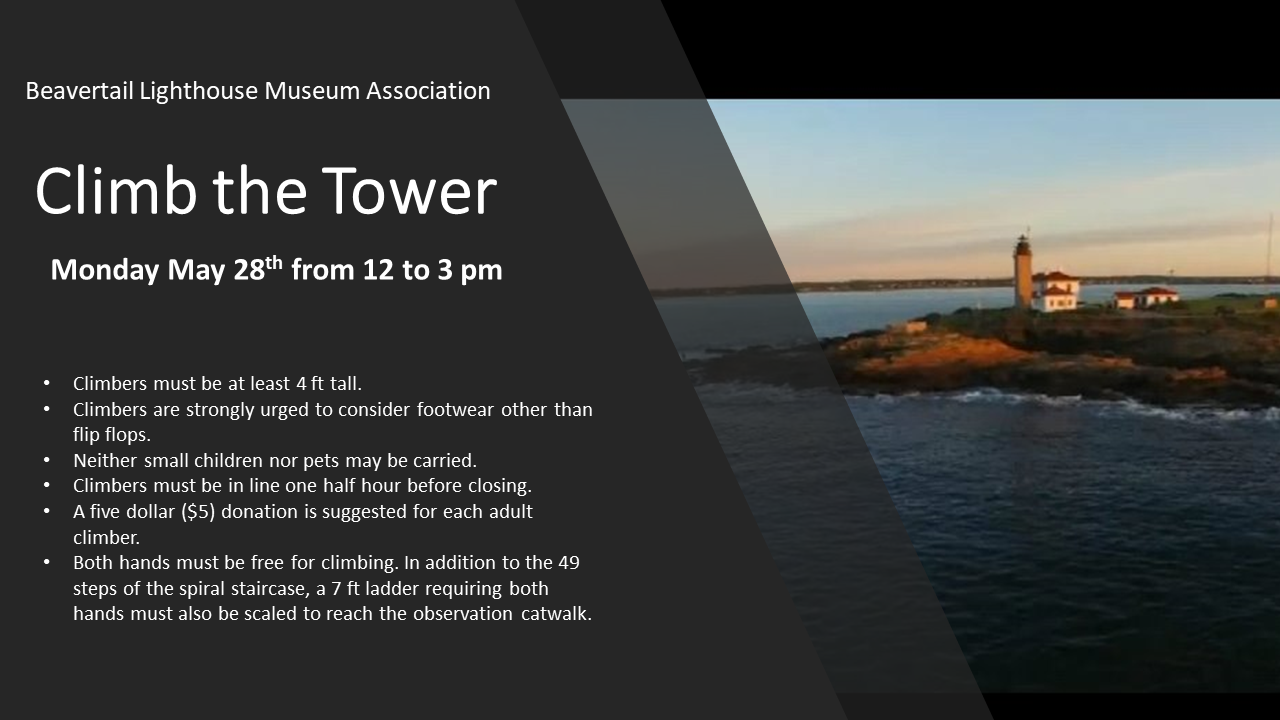 Beavertail Lighthouse Museum Association
Climb the Tower
Monday May 28th from 12 to 3 pm
• Climbers must be at least 4 ft tall.
• Climbers are strongly urged to consider footwear other than
flip flops.
• Neither small children nor pets may be carried.
• Climbers must be in line one half hour before closing.
• A five dollar ($5) donation is suggested for each adult
climber.
• Both hands must be free for climbing. In addition to the 49
steps of the spiral staircase, a 7 ft ladder requiring both
hands must also be scaled to reach the observation catwalk.